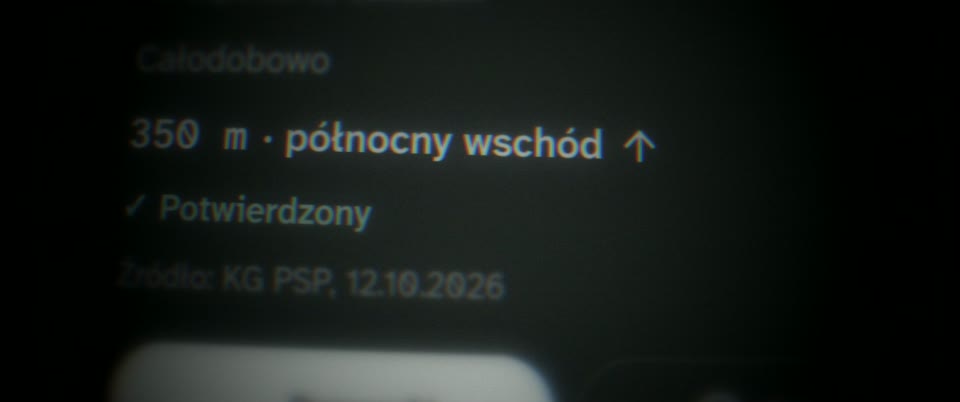 Całodobowo
350 m · północny wschód ↑
✓ Potwierdzony
Źródło: KG PSP, 12.10.2026